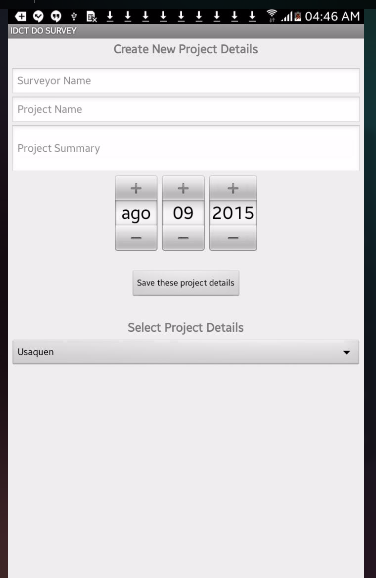 04:46 AM
IDCT DO SURVEY
Create New Project Details
Surveyor Name
Project Name
Project Summary
+ + +
ago 09 2015
– – –
Save these project details
Select Project Details
Usaquen